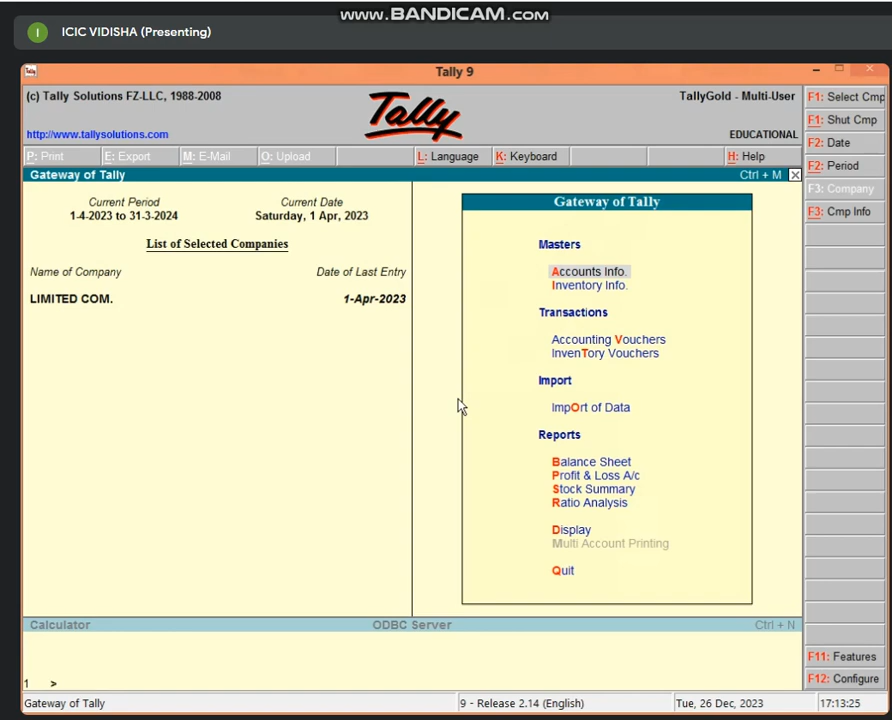 www.BANDICAM.com
I ICIC VIDISHA (Presenting)
Tally 9
(c) Tally Solutions FZ-LLC, 1988-2008
Tally
TallyGold - Multi-User
http://www.tallysolutions.com
EDUCATIONAL
P: Print E: Export M: E-Mail O: Upload L: Language K: Keyboard H: Help
Gateway of Tally Ctrl + M
Current Period Current Date
1-4-2023 to 31-3-2024 Saturday, 1 Apr, 2023
List of Selected Companies
Name of Company Date of Last Entry
LIMITED COM. 1-Apr-2023
Gateway of Tally
Masters
Accounts Info.
Inventory Info.
Transactions
Accounting Vouchers
InvenTory Vouchers
Import
ImpOrt of Data
Reports
Balance Sheet
Profit & Loss A/c
Stock Summary
Ratio Analysis
Display
Multi Account Printing
Quit
F1: Select Cmp
F1: Shut Cmp
F2: Date
F2: Period
F3: Company
F3: Cmp Info
F11: Features
F12: Configure
Calculator ODBC Server Ctrl + N
1 >
Gateway of Tally 9 - Release 2.14 (English) Tue, 26 Dec, 2023 17:13:25